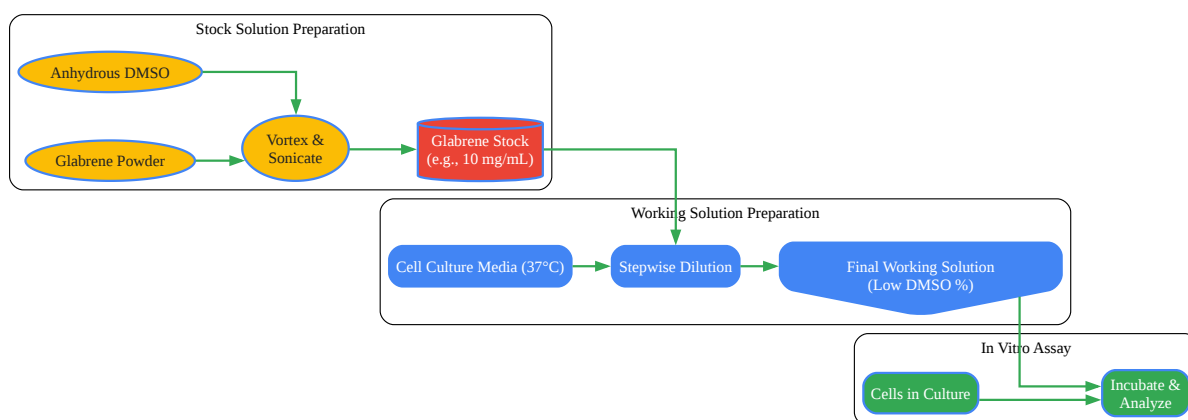 Stock Solution Preparation
Anhydrous DMSO
Glabrene Powder
Vortex &
Sonicate
Glabrene Stock
(e.g., 10 mg/mL)
Working Solution Preparation
Cell Culture Media (37°C)
Stepwise Dilution
Final Working Solution
(Low DMSO %)
In Vitro Assay
Cells in Culture
Incubate &
Analyze